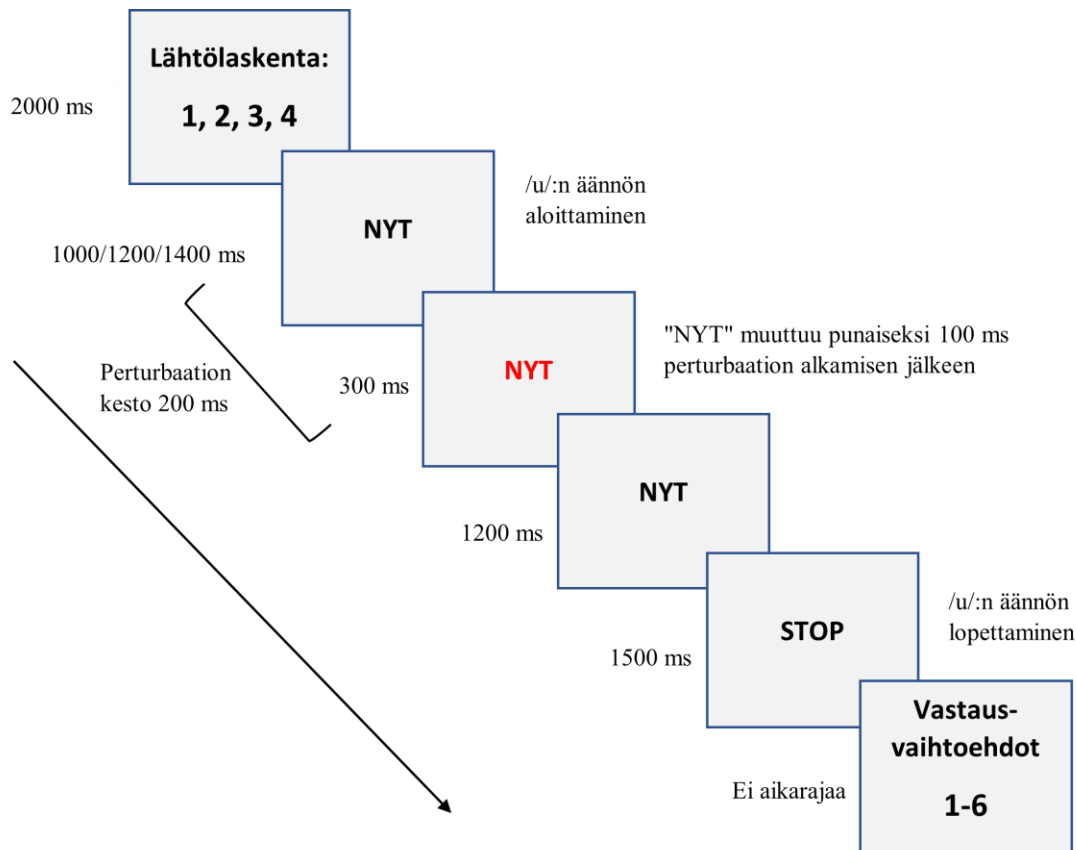 Lähtölaskenta:
1, 2, 3, 4
2000 ms
NYT
/u/:n äännön
aloittaminen
1000/1200/1400 ms
NYT
"NYT" muuttuu punaiseksi 100 ms
perturbaation alkamisen jälkeen
Perturbaation
kesto 200 ms
300 ms
NYT
1200 ms
STOP
/u/:n äännön
lopettaminen
1500 ms
Vastaus-
vaihtoehdot
1-6
Ei aikarajaa